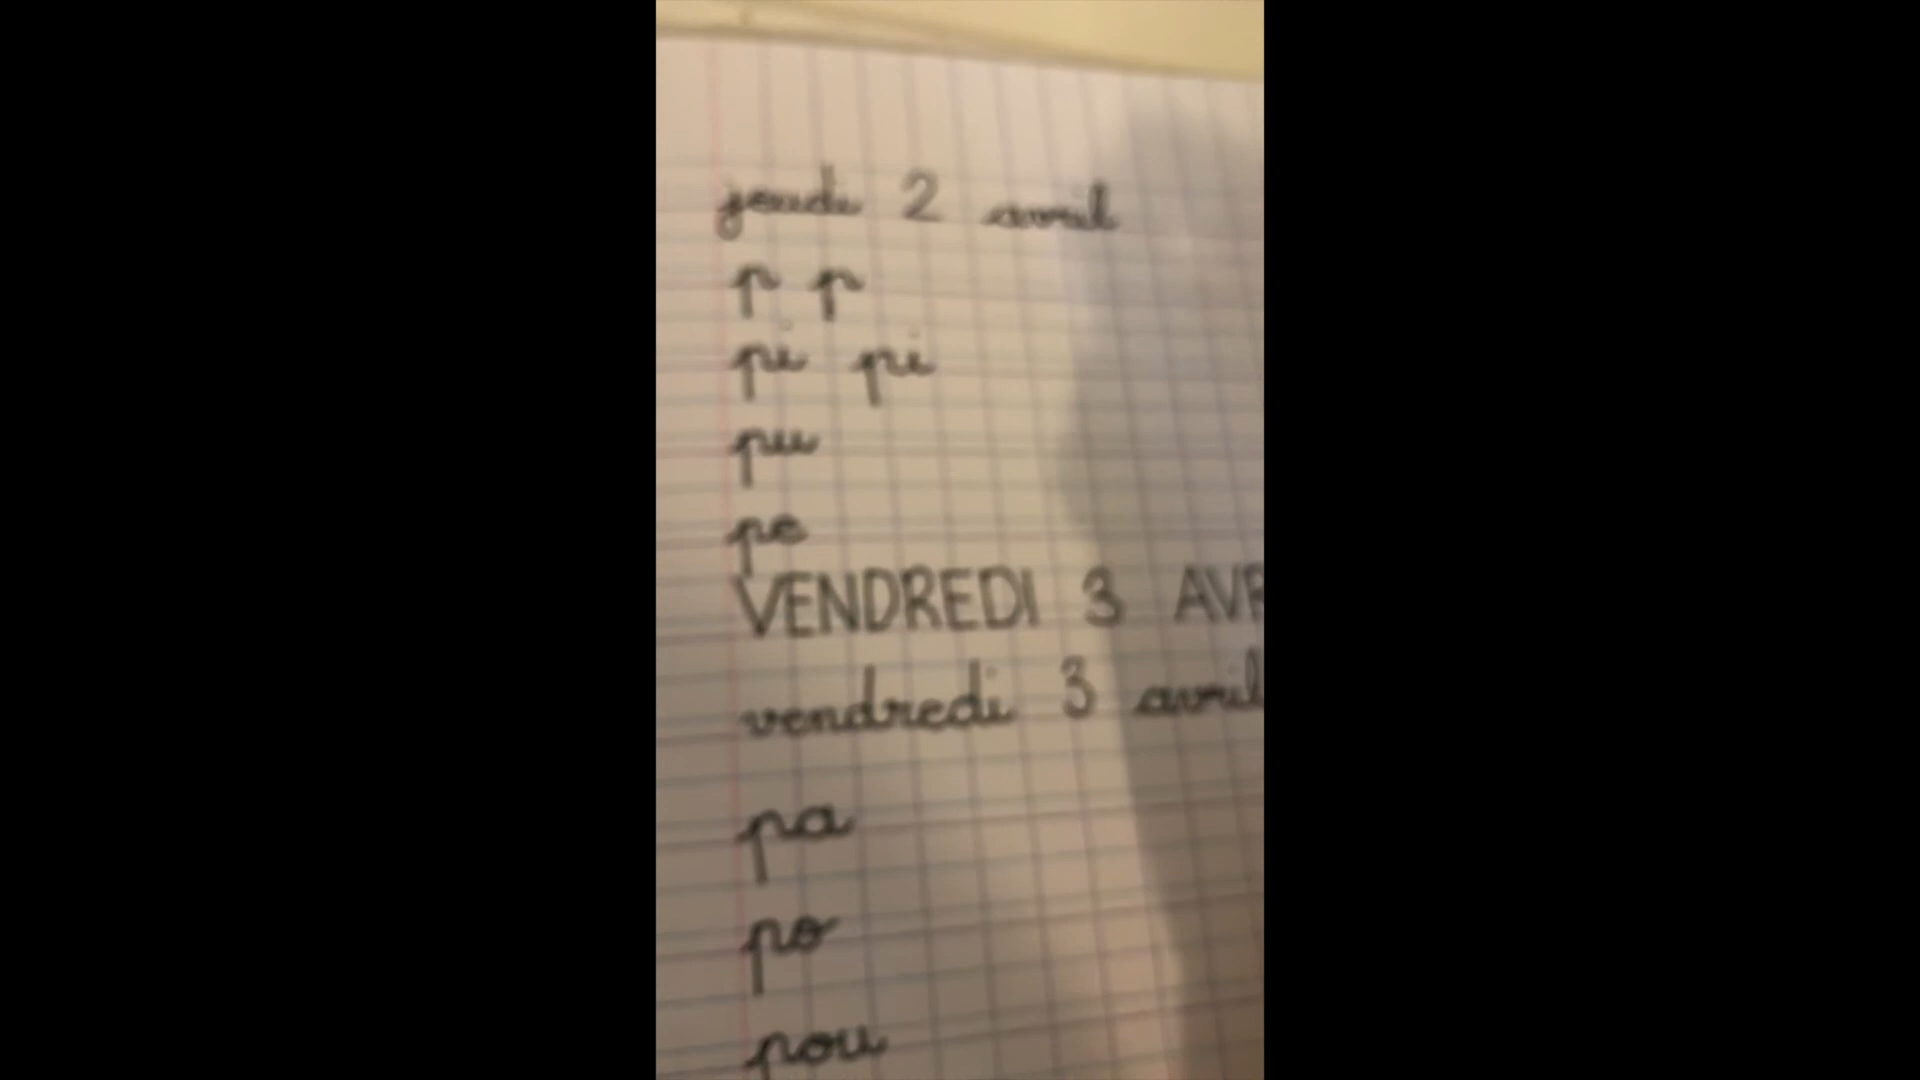 jeudi 2 avril
p p
pi pi
pu
pe
VENDREDI 3 AVR
vendredi 3 avril
pa
po
pou